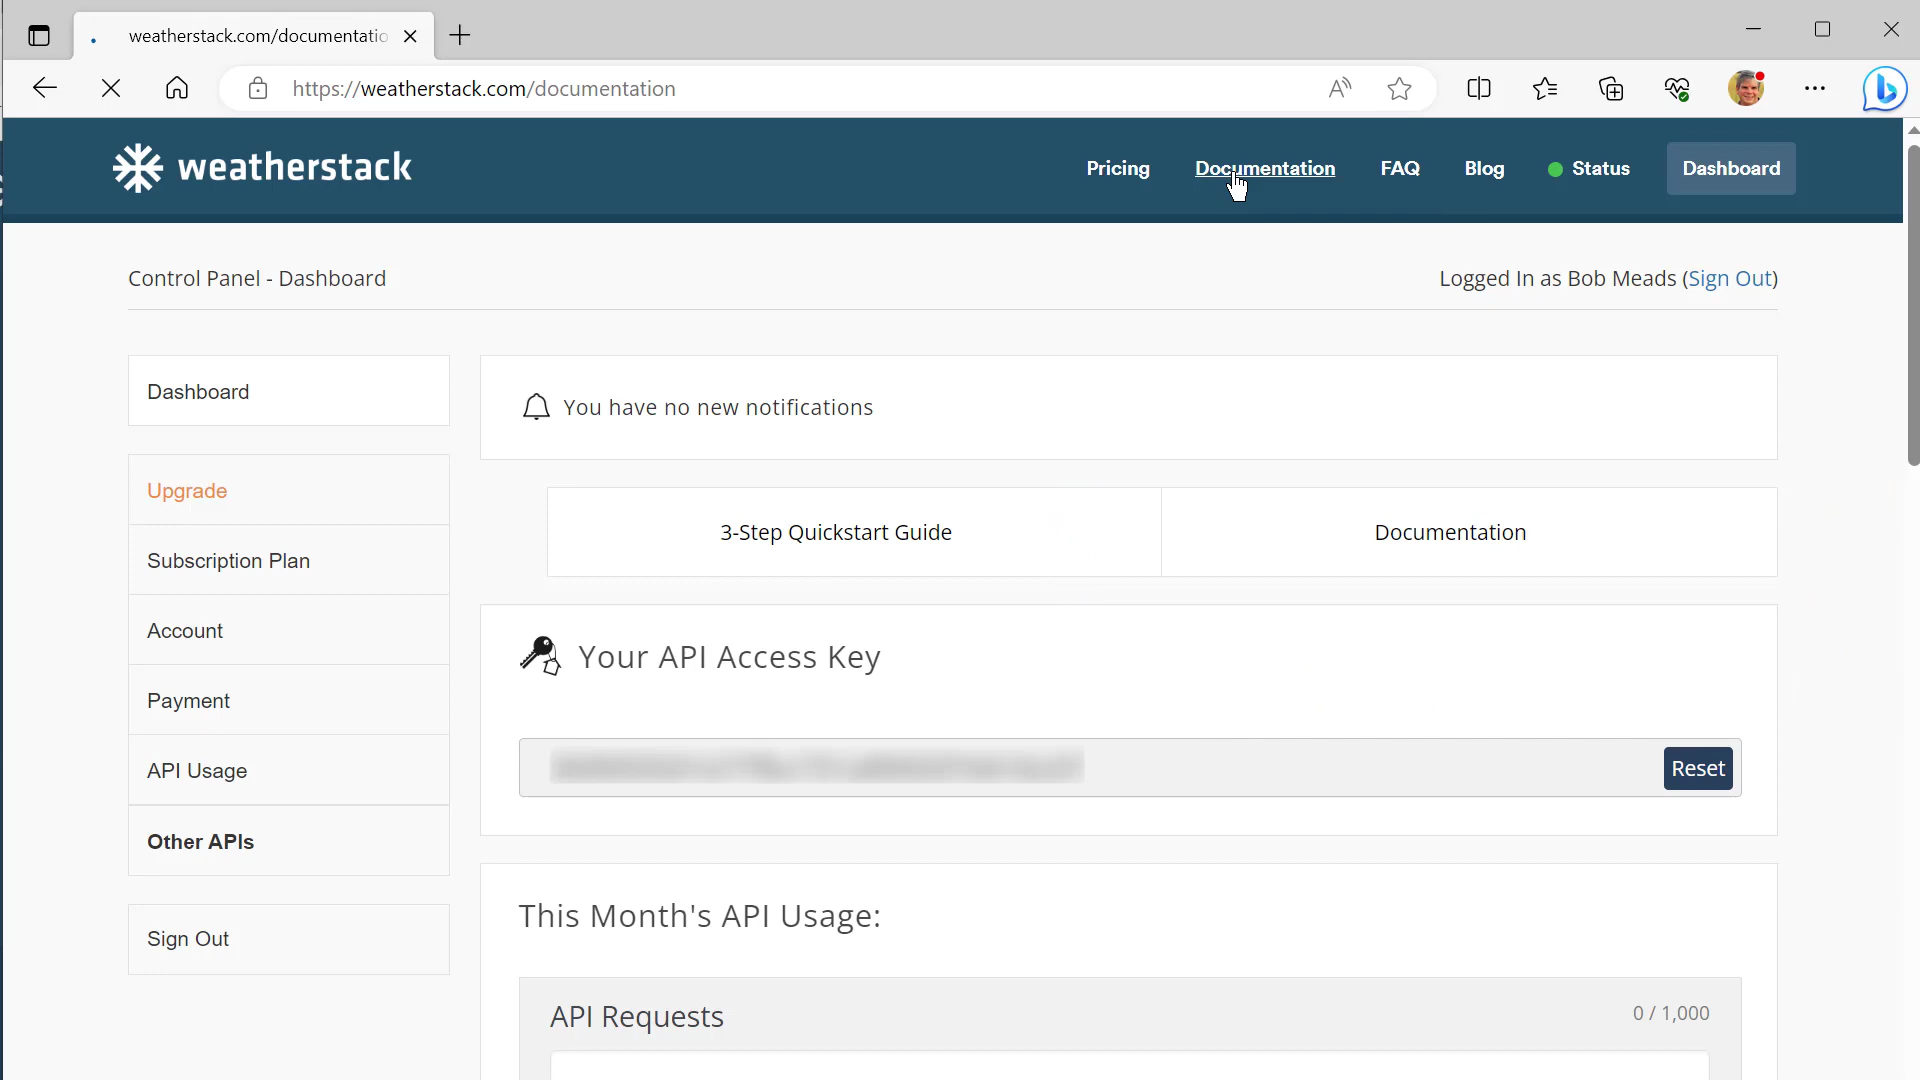 weatherstack.com/documentatio
https://weatherstack.com/documentation
weatherstack
Pricing
Documentation
FAQ
Blog
Status
Dashboard
Control Panel - Dashboard
Logged In as Bob Meads (Sign Out)
Dashboard
Upgrade
Subscription Plan
Account
Payment
API Usage
Other APIs
Sign Out
You have no new notifications
3-Step Quickstart Guide
Documentation
Your API Access Key
Reset
This Month's API Usage:
API Requests
0 / 1,000